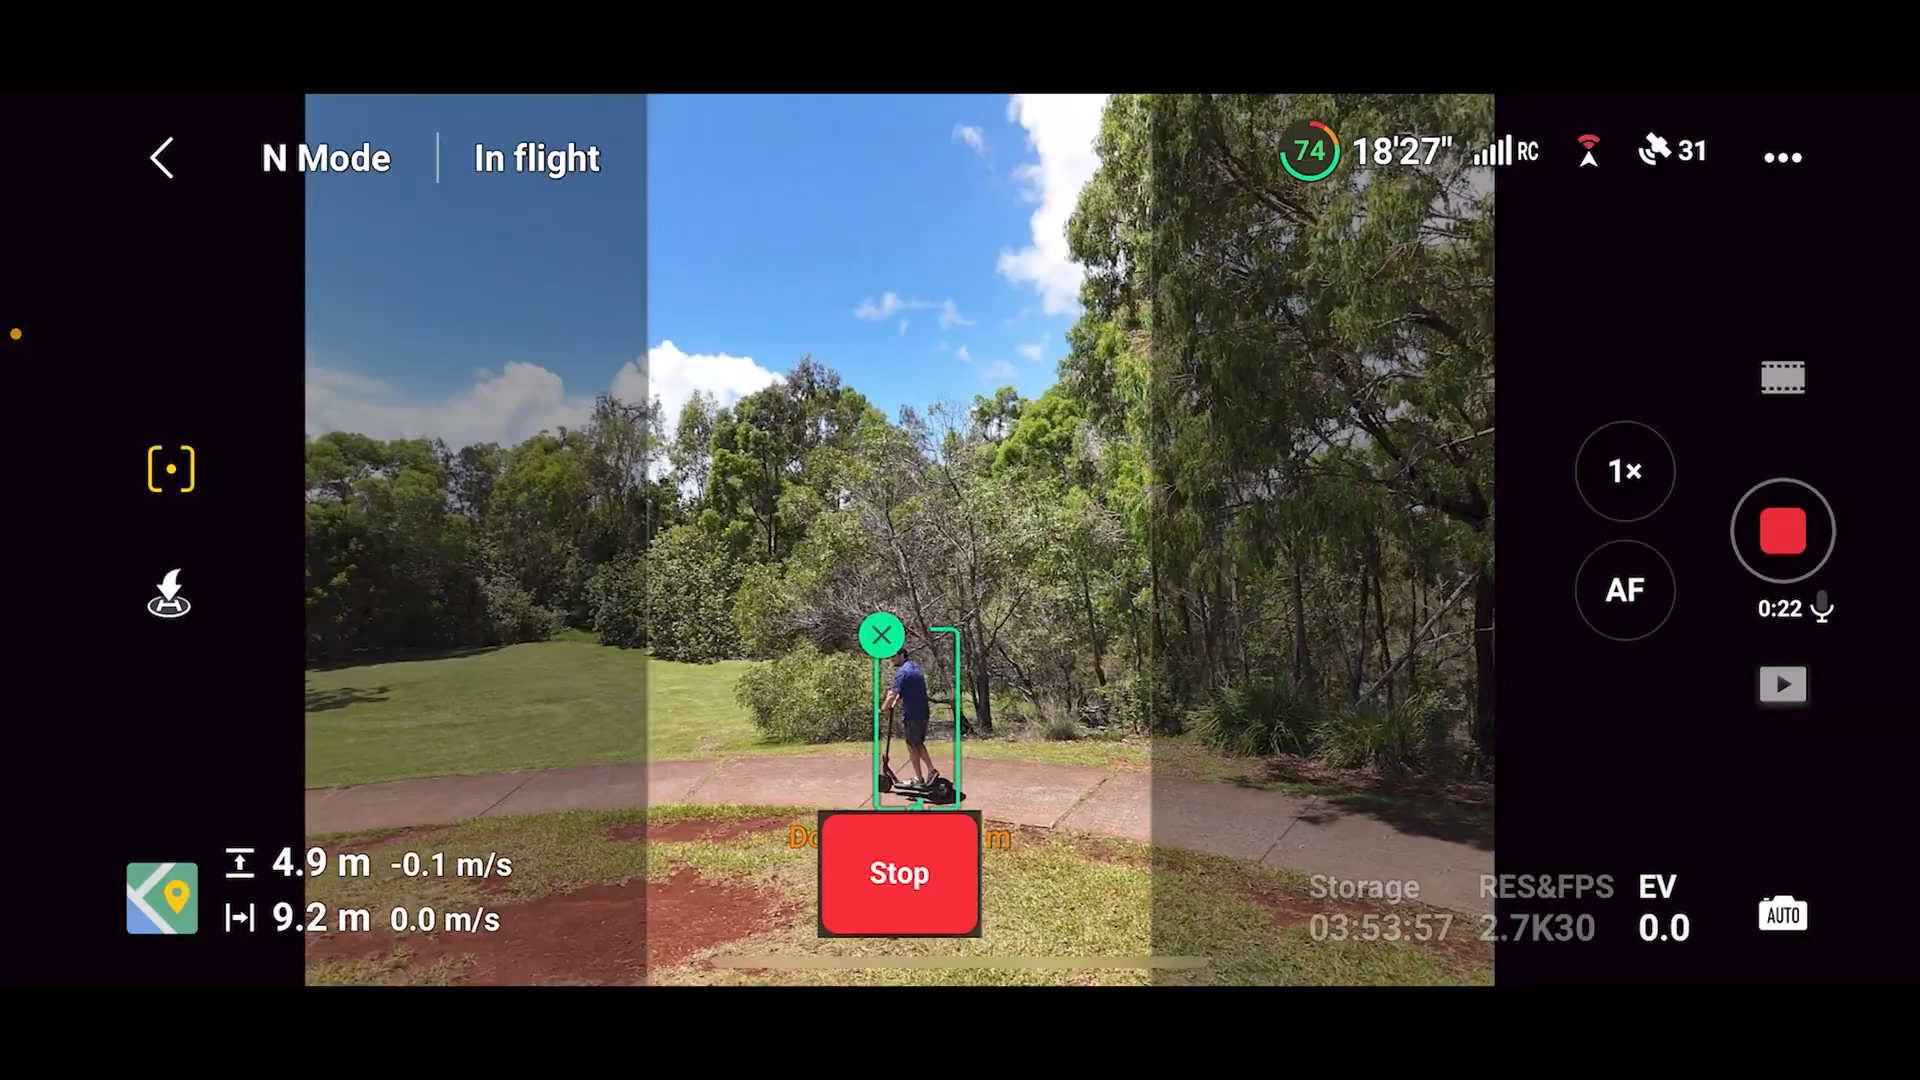 N Mode
In flight
74
18'27"
RC
31
1×
AF
0:22
4.9 m -0.1 m/s
9.2 m 0.0 m/s
Stop
Storage
03:53:57
RES&FPS
2.7K30
EV
0.0
AUTO